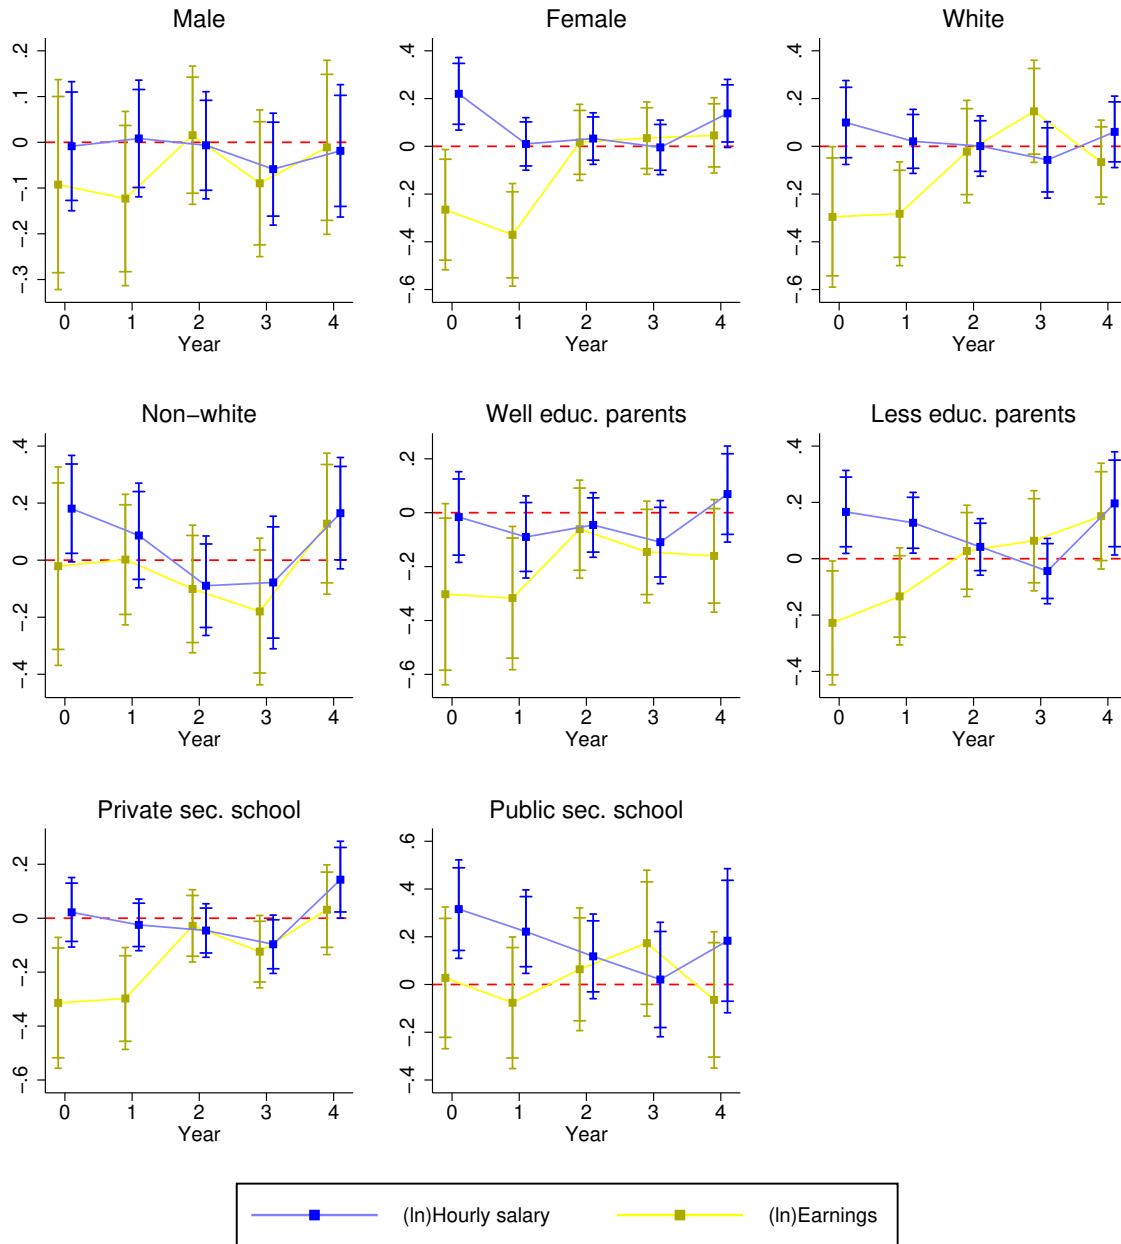 Male
.2
.1
0
-.1
-.2
-.3
0 1 2 3 4
Year
Female
.4
.2
0
-.2
-.4
-.6
0 1 2 3 4
Year
White
.4
.2
0
-.2
-.4
-.6
0 1 2 3 4
Year
Non-white
.4
.2
0
-.2
-.4
0 1 2 3 4
Year
Well educ. parents
.2
0
-.2
-.4
-.6
0 1 2 3 4
Year
Less educ. parents
.4
.2
0
-.2
-.4
0 1 2 3 4
Year
Private sec. school
.2
0
-.2
-.4
-.6
0 1 2 3 4
Year
Public sec. school
.6
.4
.2
0
-.2
-.4
0 1 2 3 4
Year
(ln)Hourly salary (ln)Earnings